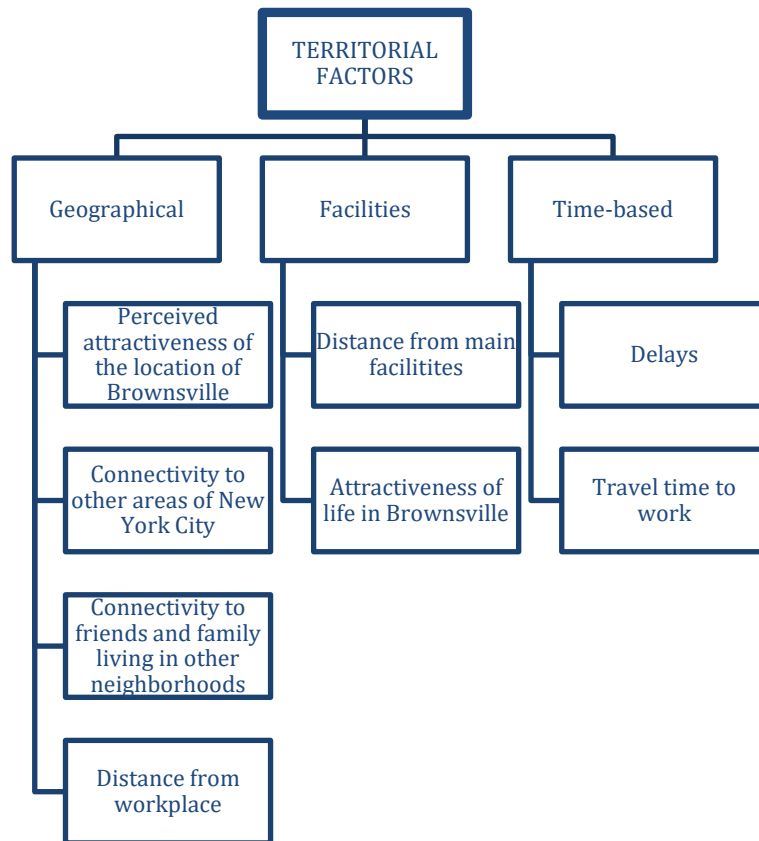 TERRITORIAL
FACTORS
Geographical
Facilities
Time-based
Perceived
attractiveness of
the location of
Brownsville
Distance from main
facilitites
Delays
Connectivity to
other areas of New
York City
Attractiveness of
life in Brownsville
Travel time to
work
Connectivity to
friends and family
living in other
neighborhoods
Distance from
workplace